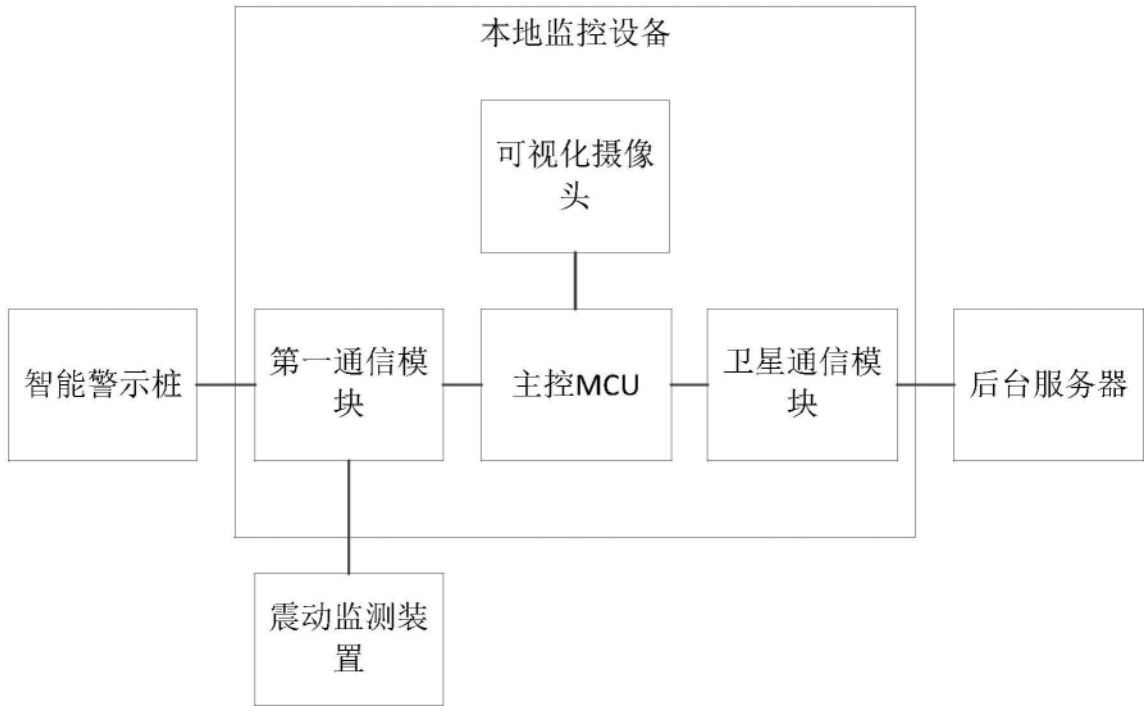 本地监控设备
可视化摄像
头
智能警示桩
第一通信模
块
主控MCU
卫星通信模
块
后台服务器
震动监测装
置